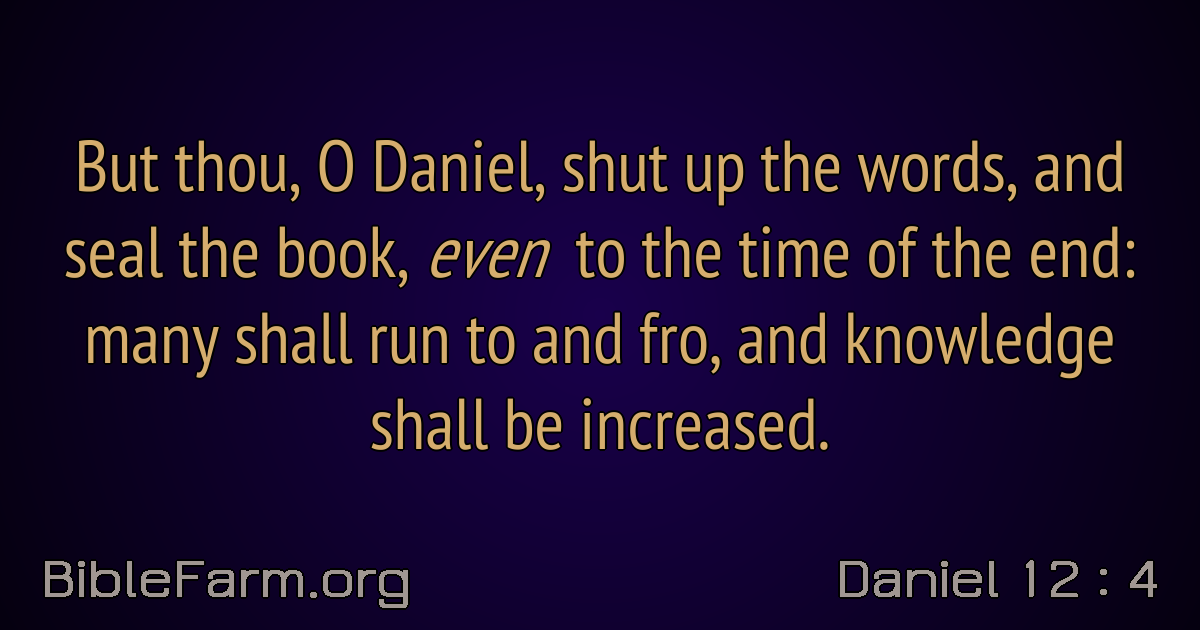 But thou, O Daniel, shut up the words, and
seal the book, even to the time of the end:
many shall run to and fro, and knowledge
shall be increased.
BibleFarm.org
Daniel 12 : 4